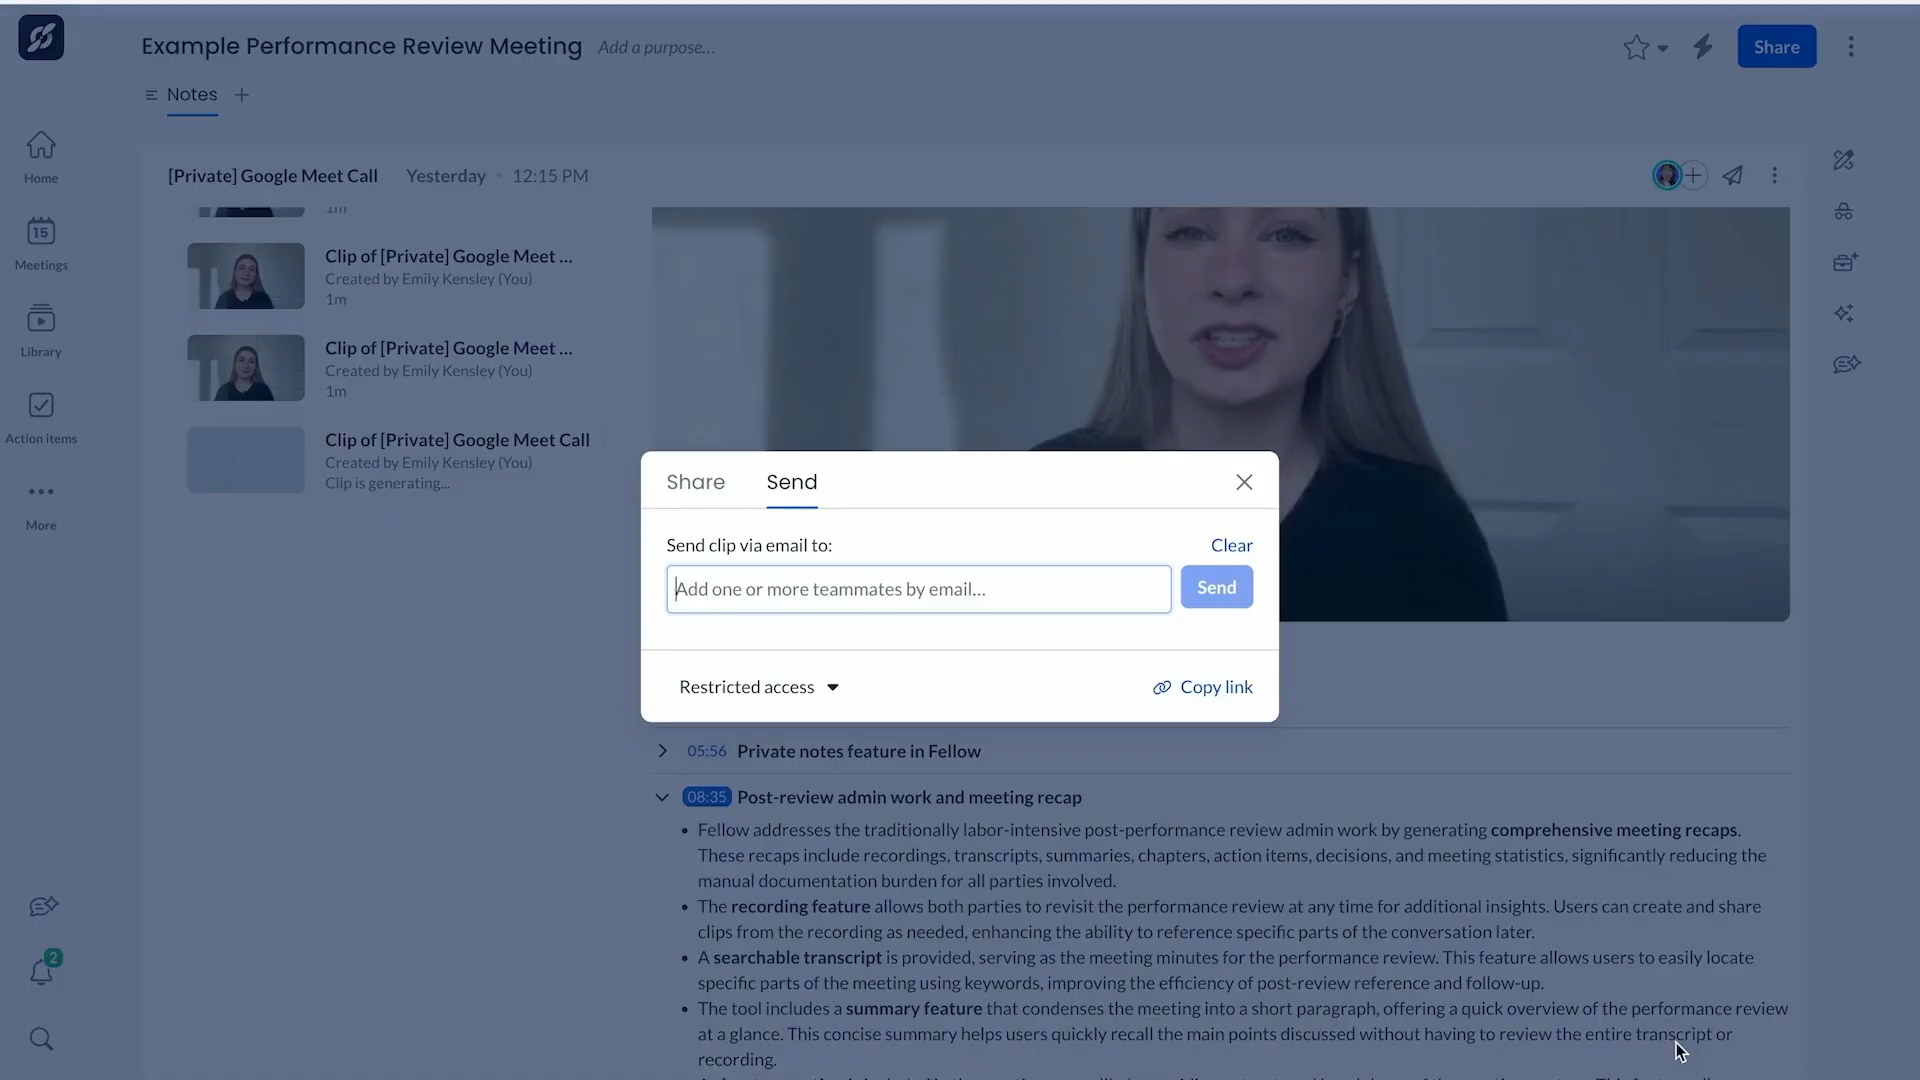 Example Performance Review Meeting Add a purpose...
Share
Notes
Home
15
Meetings
Library
Action items
More
2
[Private] Google Meet Call Yesterday • 12:15 PM
1m
Clip of [Private] Google Meet ...
Created by Emily Kensley (You)
1m
Clip of [Private] Google Meet ...
Created by Emily Kensley (You)
1m
Clip of [Private] Google Meet Call
Created by Emily Kensley (You)
Clip is generating...
Share Send
Send clip via email to: Clear
Add one or more teammates by email... Send
Restricted access Copy link
05:56 Private notes feature in Fellow
08:35 Post-review admin work and meeting recap
• Fellow addresses the traditionally labor-intensive post-performance review admin work by generating comprehensive meeting recaps.
These recaps include recordings, transcripts, summaries, chapters, action items, decisions, and meeting statistics, significantly reducing the
manual documentation burden for all parties involved.
• The recording feature allows both parties to revisit the performance review at any time for additional insights. Users can create and share
clips from the recording as needed, enhancing the ability to reference specific parts of the conversation later.
• A searchable transcript is provided, serving as the meeting minutes for the performance review. This feature allows users to easily locate
specific parts of the meeting using keywords, improving the efficiency of post-review reference and follow-up.
• The tool includes a summary feature that condenses the meeting into a short paragraph, offering a quick overview of the performance review
at a glance. This concise summary helps users quickly recall the main points discussed without having to review the entire transcript or
recording.